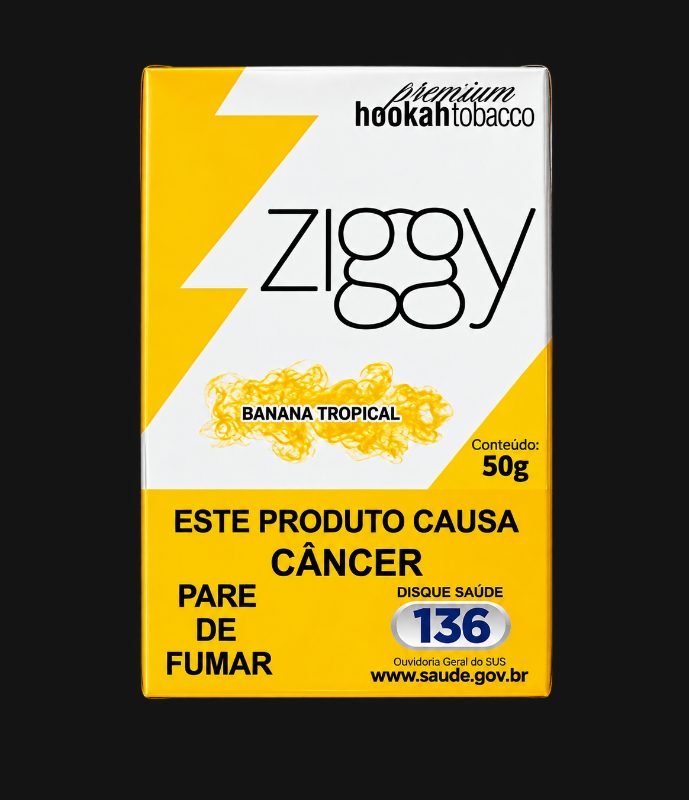 premium
hookahtobacco
ziggy
BANANA TROPICAL
Conteúdo:
50g
ESTE PRODUTO CAUSA
CÂNCER
PARE
DE
FUMAR
DISQUE SAÚDE
136
Ouvidoria Geral do SUS
www.saude.gov.br